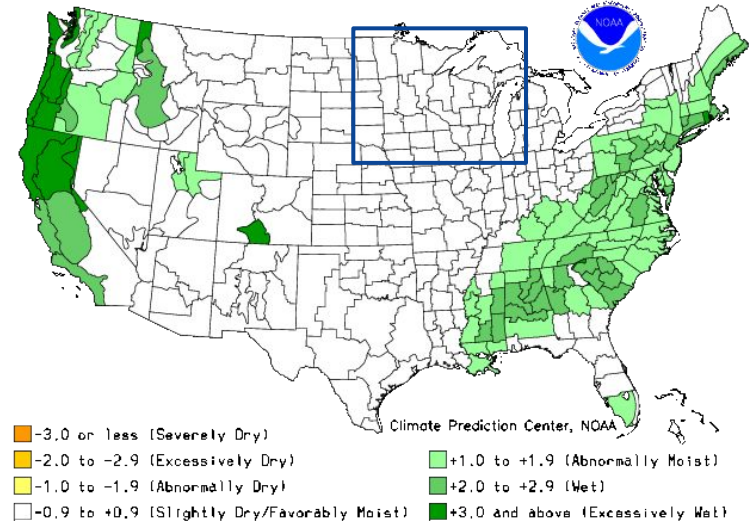 NOAA
Climate Prediction Center, NOAA
-3.0 or less (Severely Dry)
-2.0 to -2.9 (Excessively Dry)
-1.0 to -1.9 (Abnormally Dry)
-0.9 to +0.9 (Slightly Dry/Favorably Moist)
+1.0 to +1.9 (Abnormally Moist)
+2.0 to +2.9 (Wet)
+3.0 and above (Excessively Wet)